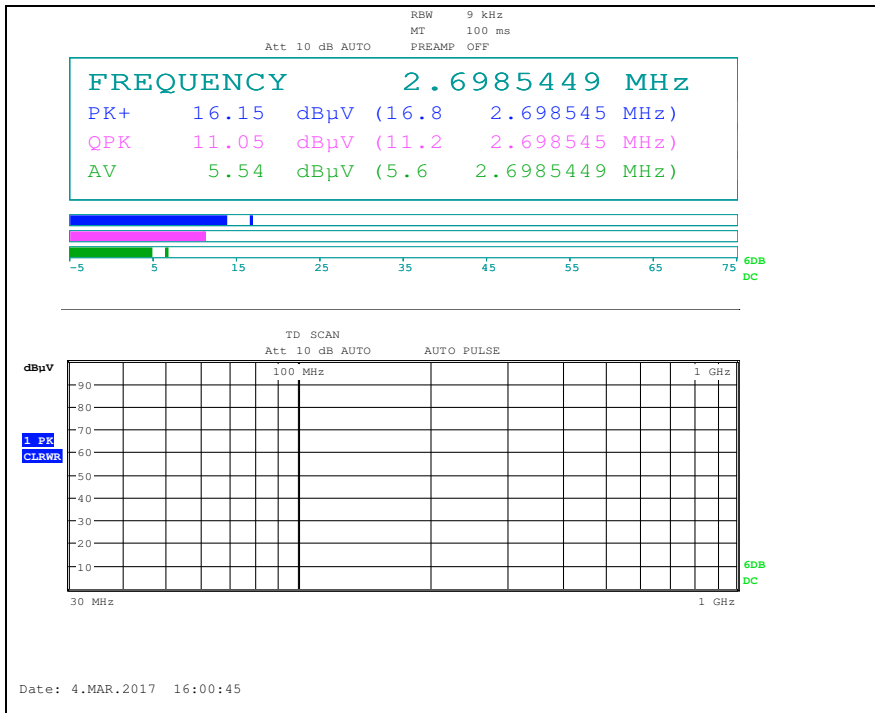 RBW 9 kHz
MT 100 ms
Att 10 dB AUTO PREAMP OFF
FREQUENCY 2.6985449 MHz
PK+ 16.15 dBµV (16.8 2.698545 MHz)
QPK 11.05 dBµV (11.2 2.698545 MHz)
AV 5.54 dBµV (5.6 2.6985449 MHz)
-5 5 15 25 35 45 55 65 75
6DB
DC
TD SCAN
Att 10 dB AUTO AUTO PULSE
dBµV
100 MHz 1 GHz
90
80
70
1 PK
60
CLRWR
50
40
30
20
10
6DB
DC
30 MHz 1 GHz
Date: 4.MAR.2017 16:00:45